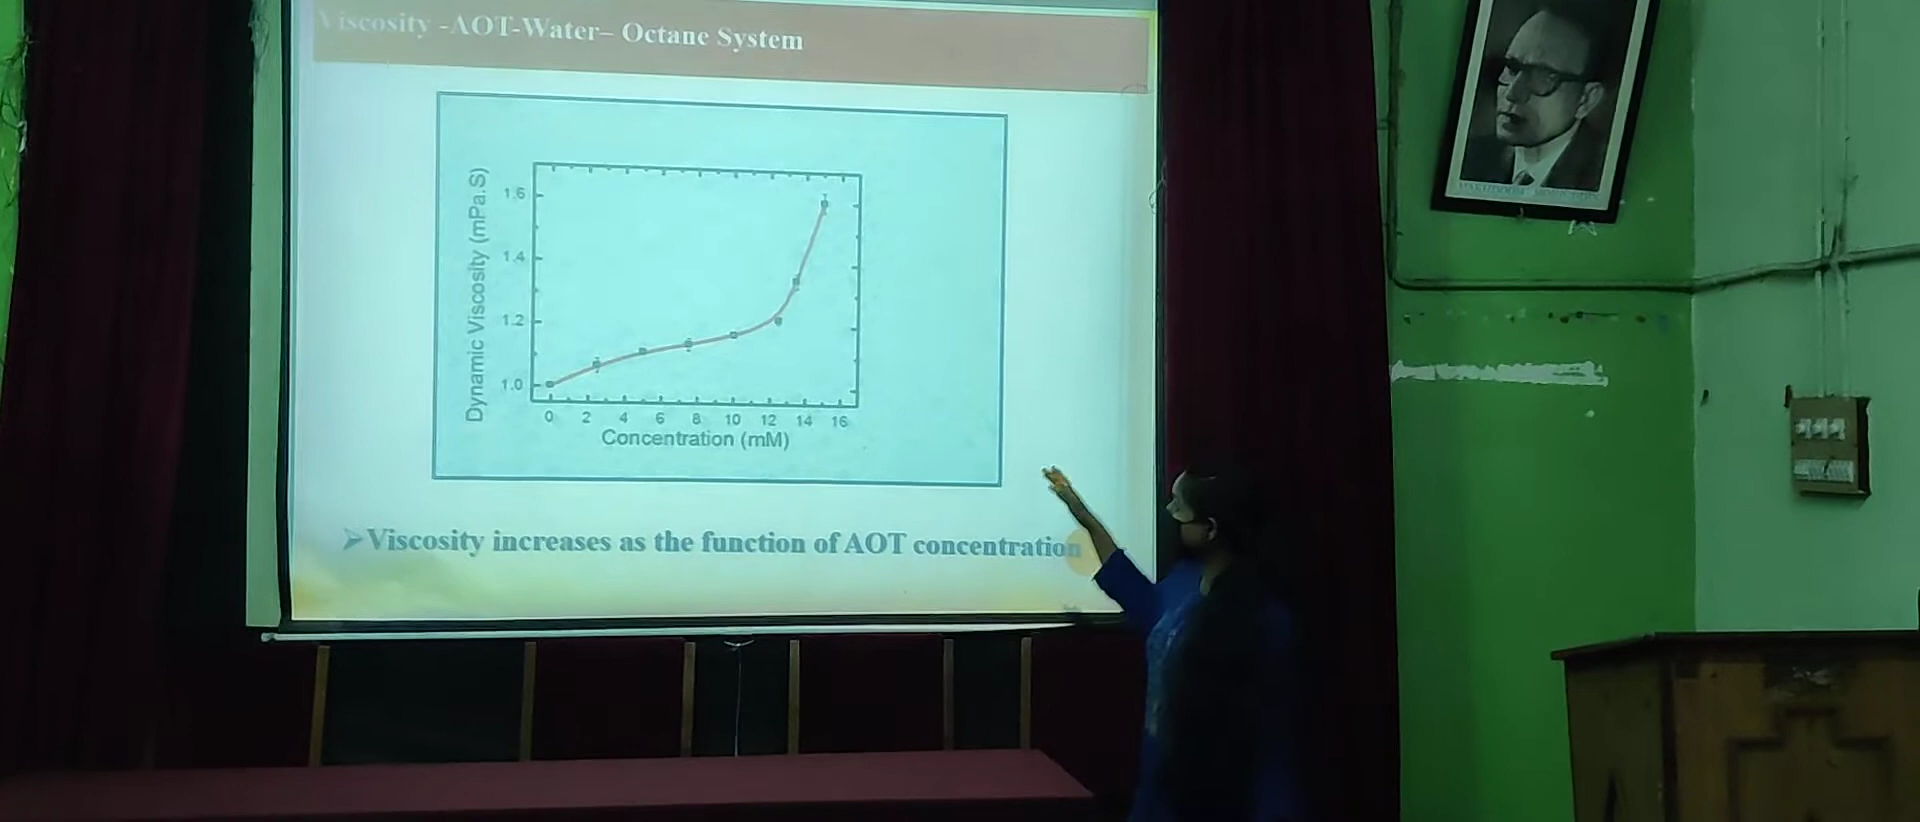 Viscosity -AOT-Water– Octane System
Dynamic Viscosity (mPa.S)
1.6
1.4
1.2
1.0
0 2 4 6 8 10 12 14 16
Concentration (mM)
➢Viscosity increases as the function of AOT concentration